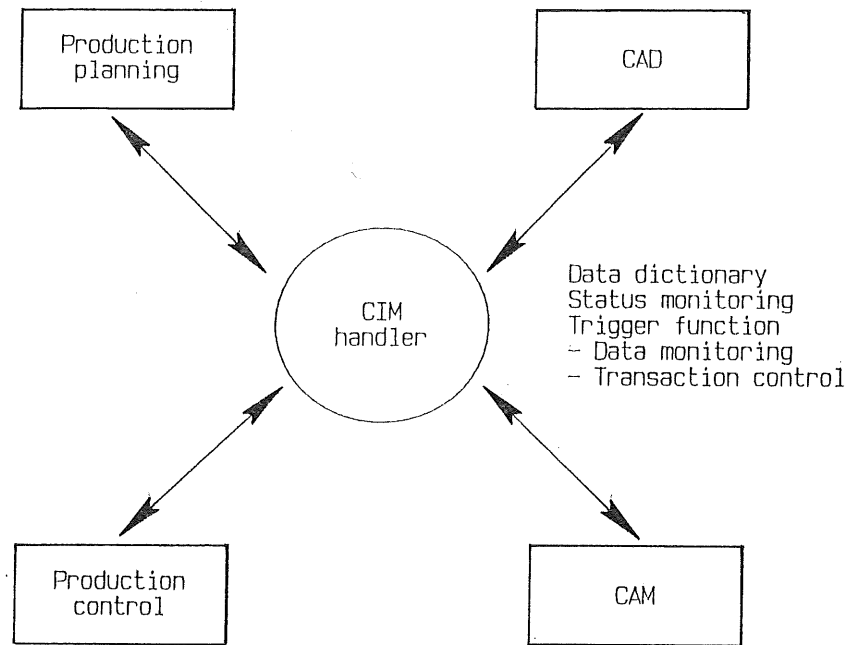 Production
planning
CAD
CIM
handler
Data dictionary
Status monitoring
Trigger function
- Data monitoring
- Transaction control
Production
control
CAM